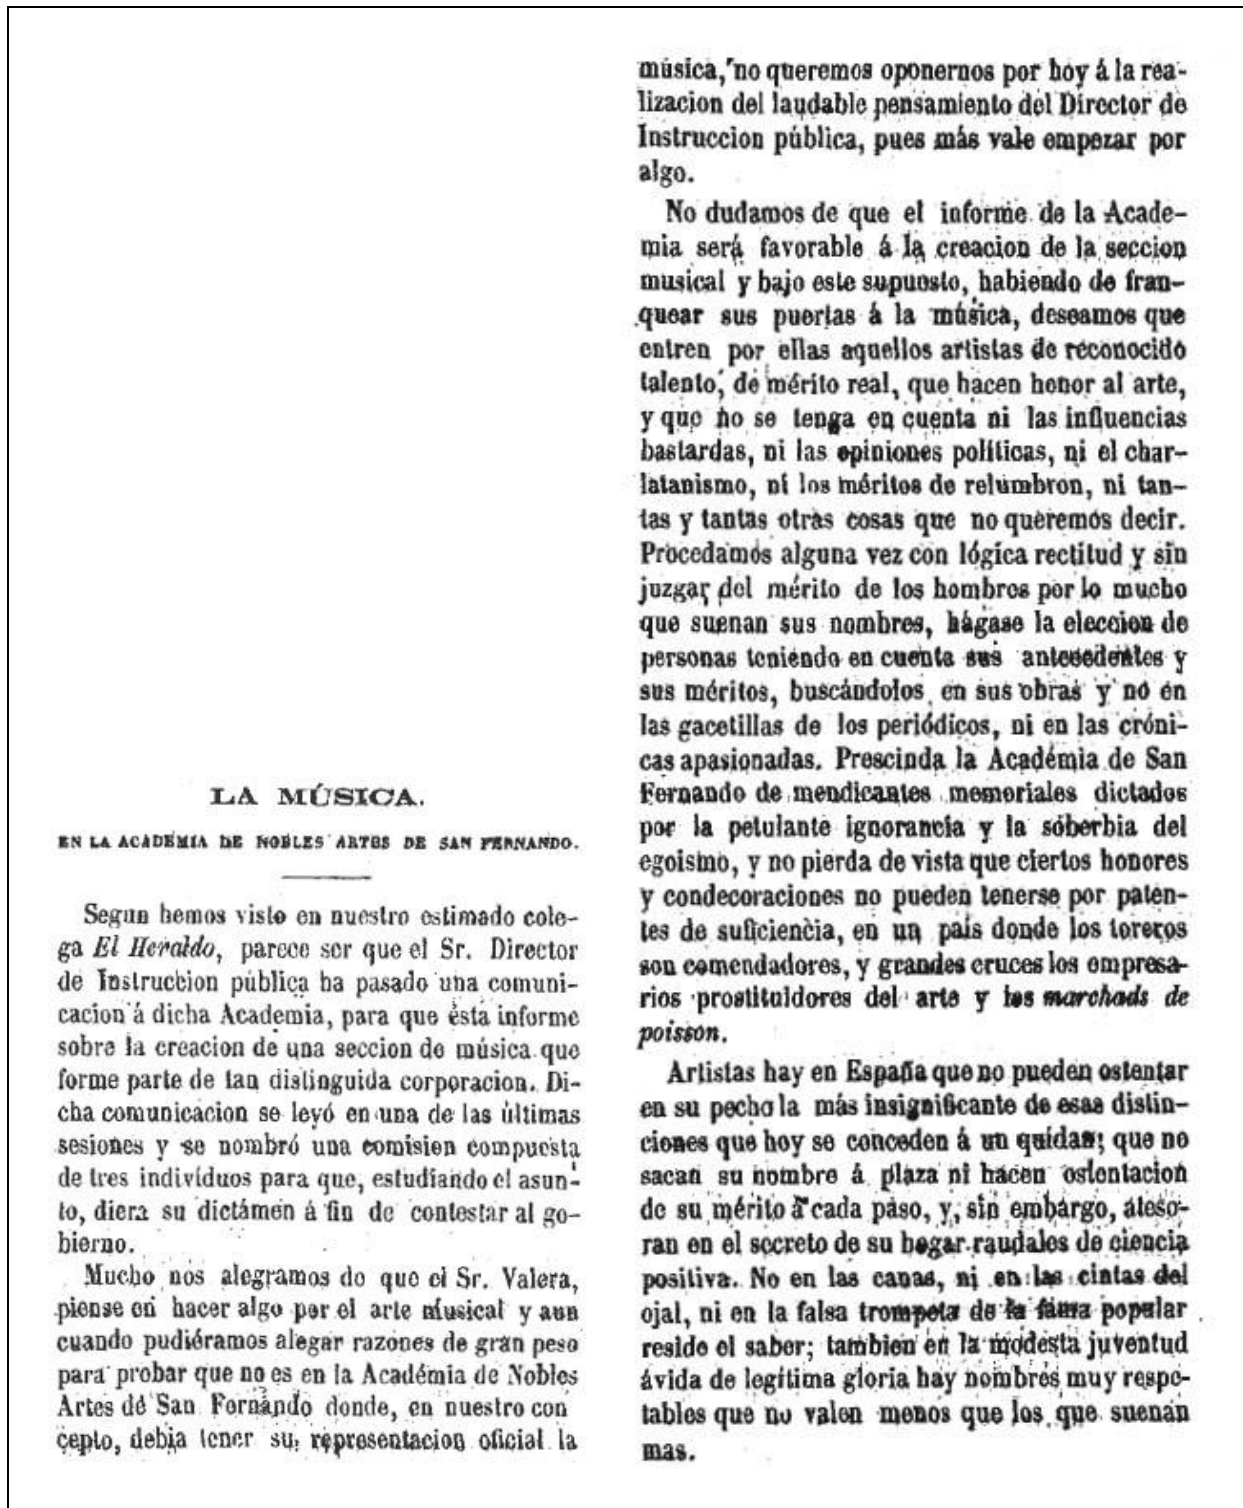 LA MÚSICA.
EN LA ACADEMIA DE NOBLES ARTES DE SAN FERNANDO.
Segun hemos visto en nuestro estimado cole-
ga El Heraldo, parece ser que el Sr. Director
de Instruccion pública ha pasado una comuni-
cacion á dicha Academia, para que ésta informe
sobre la creacion de una seccion de música que
forme parte de tan distinguida corporacion. Di-
cha comunicacion se leyó en una de las últimas
sesiones y se nombró una comision compuesta
de tres indivíduos para que, estudiando el asun-
to, diera su dictámen á fin de contestar al go-
bierno.
Mucho nos alegramos de que el Sr. Valera,
piense en hacer algo por el arte musical y aun
cuando pudiéramos alegar razones de gran peso
para probar que no es en la Académia de Nobles
Artes de San Fernando donde, en nuestro con
cepto, debia tener su representacion oficial la
música, no queremos oponernos por hoy á la rea-
lizacion del laudable pensamiento del Director de
Instruccion pública, pues más vale empezar por
algo.
No dudamos de que el informe de la Acade-
mia será favorable á la creacion de la seccion
musical y bajo este supuesto, habiendo de fran-
quear sus puertas á la música, deseamos que
entren por ellas aquellos artistas de reconocido
talento, de mérito real, que hacen honor al arte,
y que no se tenga en cuenta ni las influencias
bastardas, ni las opiniones políticas, ni el char-
latanismo, ni los méritos de relumbron, ni tan-
tas y tantas otras cosas que no queremos decir.
Procedamos alguna vez con lógica rectitud y sin
juzgar del mérito de los hombres por lo mucho
que suenan sus nombres, hágase la eleccion de
personas teniendo en cuenta sus antecedentes y
sus méritos, buscándolos en sus obras y no en
las gacetillas de los periódicos, ni en las cróni-
cas apasionadas. Prescinda la Académia de San
Fernando de mendicantes memoriales dictados
por la petulante ignorancia y la soberbia del
egoismo, y no pierda de vista que ciertos honores
y condecoraciones no pueden tenerse por paten-
tes de suficiencia, en un país donde los toreros
son comendadores, y grandes cruces los empresa-
rios prostituidores del arte y los marchads de
poisson.
Artistas hay en España que no pueden ostentar
en su pecho la más insignificante de esas distin-
ciones que hoy se conceden á un quidan; que no
sacan su nombre á plaza ni hacen ostentacion
de su mérito á cada paso, y, sin embargo, ateso-
ran en el secreto de su hogar raudales de ciencia
positiva. No en las canas, ni en las cintas del
ojal, ni en la falsa trompeta de la fama popular
reside el saber; tambien en la modesta juventud
ávida de legítima gloria hay nombres muy respe-
tables que no valen menos que los que suenan
mas.